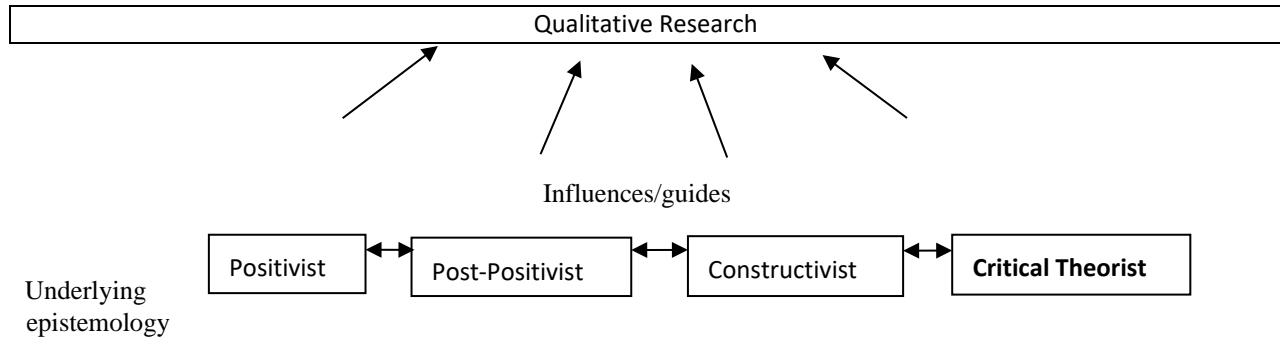 Qualitative Research
Influences/guides
Positivist
Post-Positivist
Constructivist
Critical Theorist
Underlying
epistemology